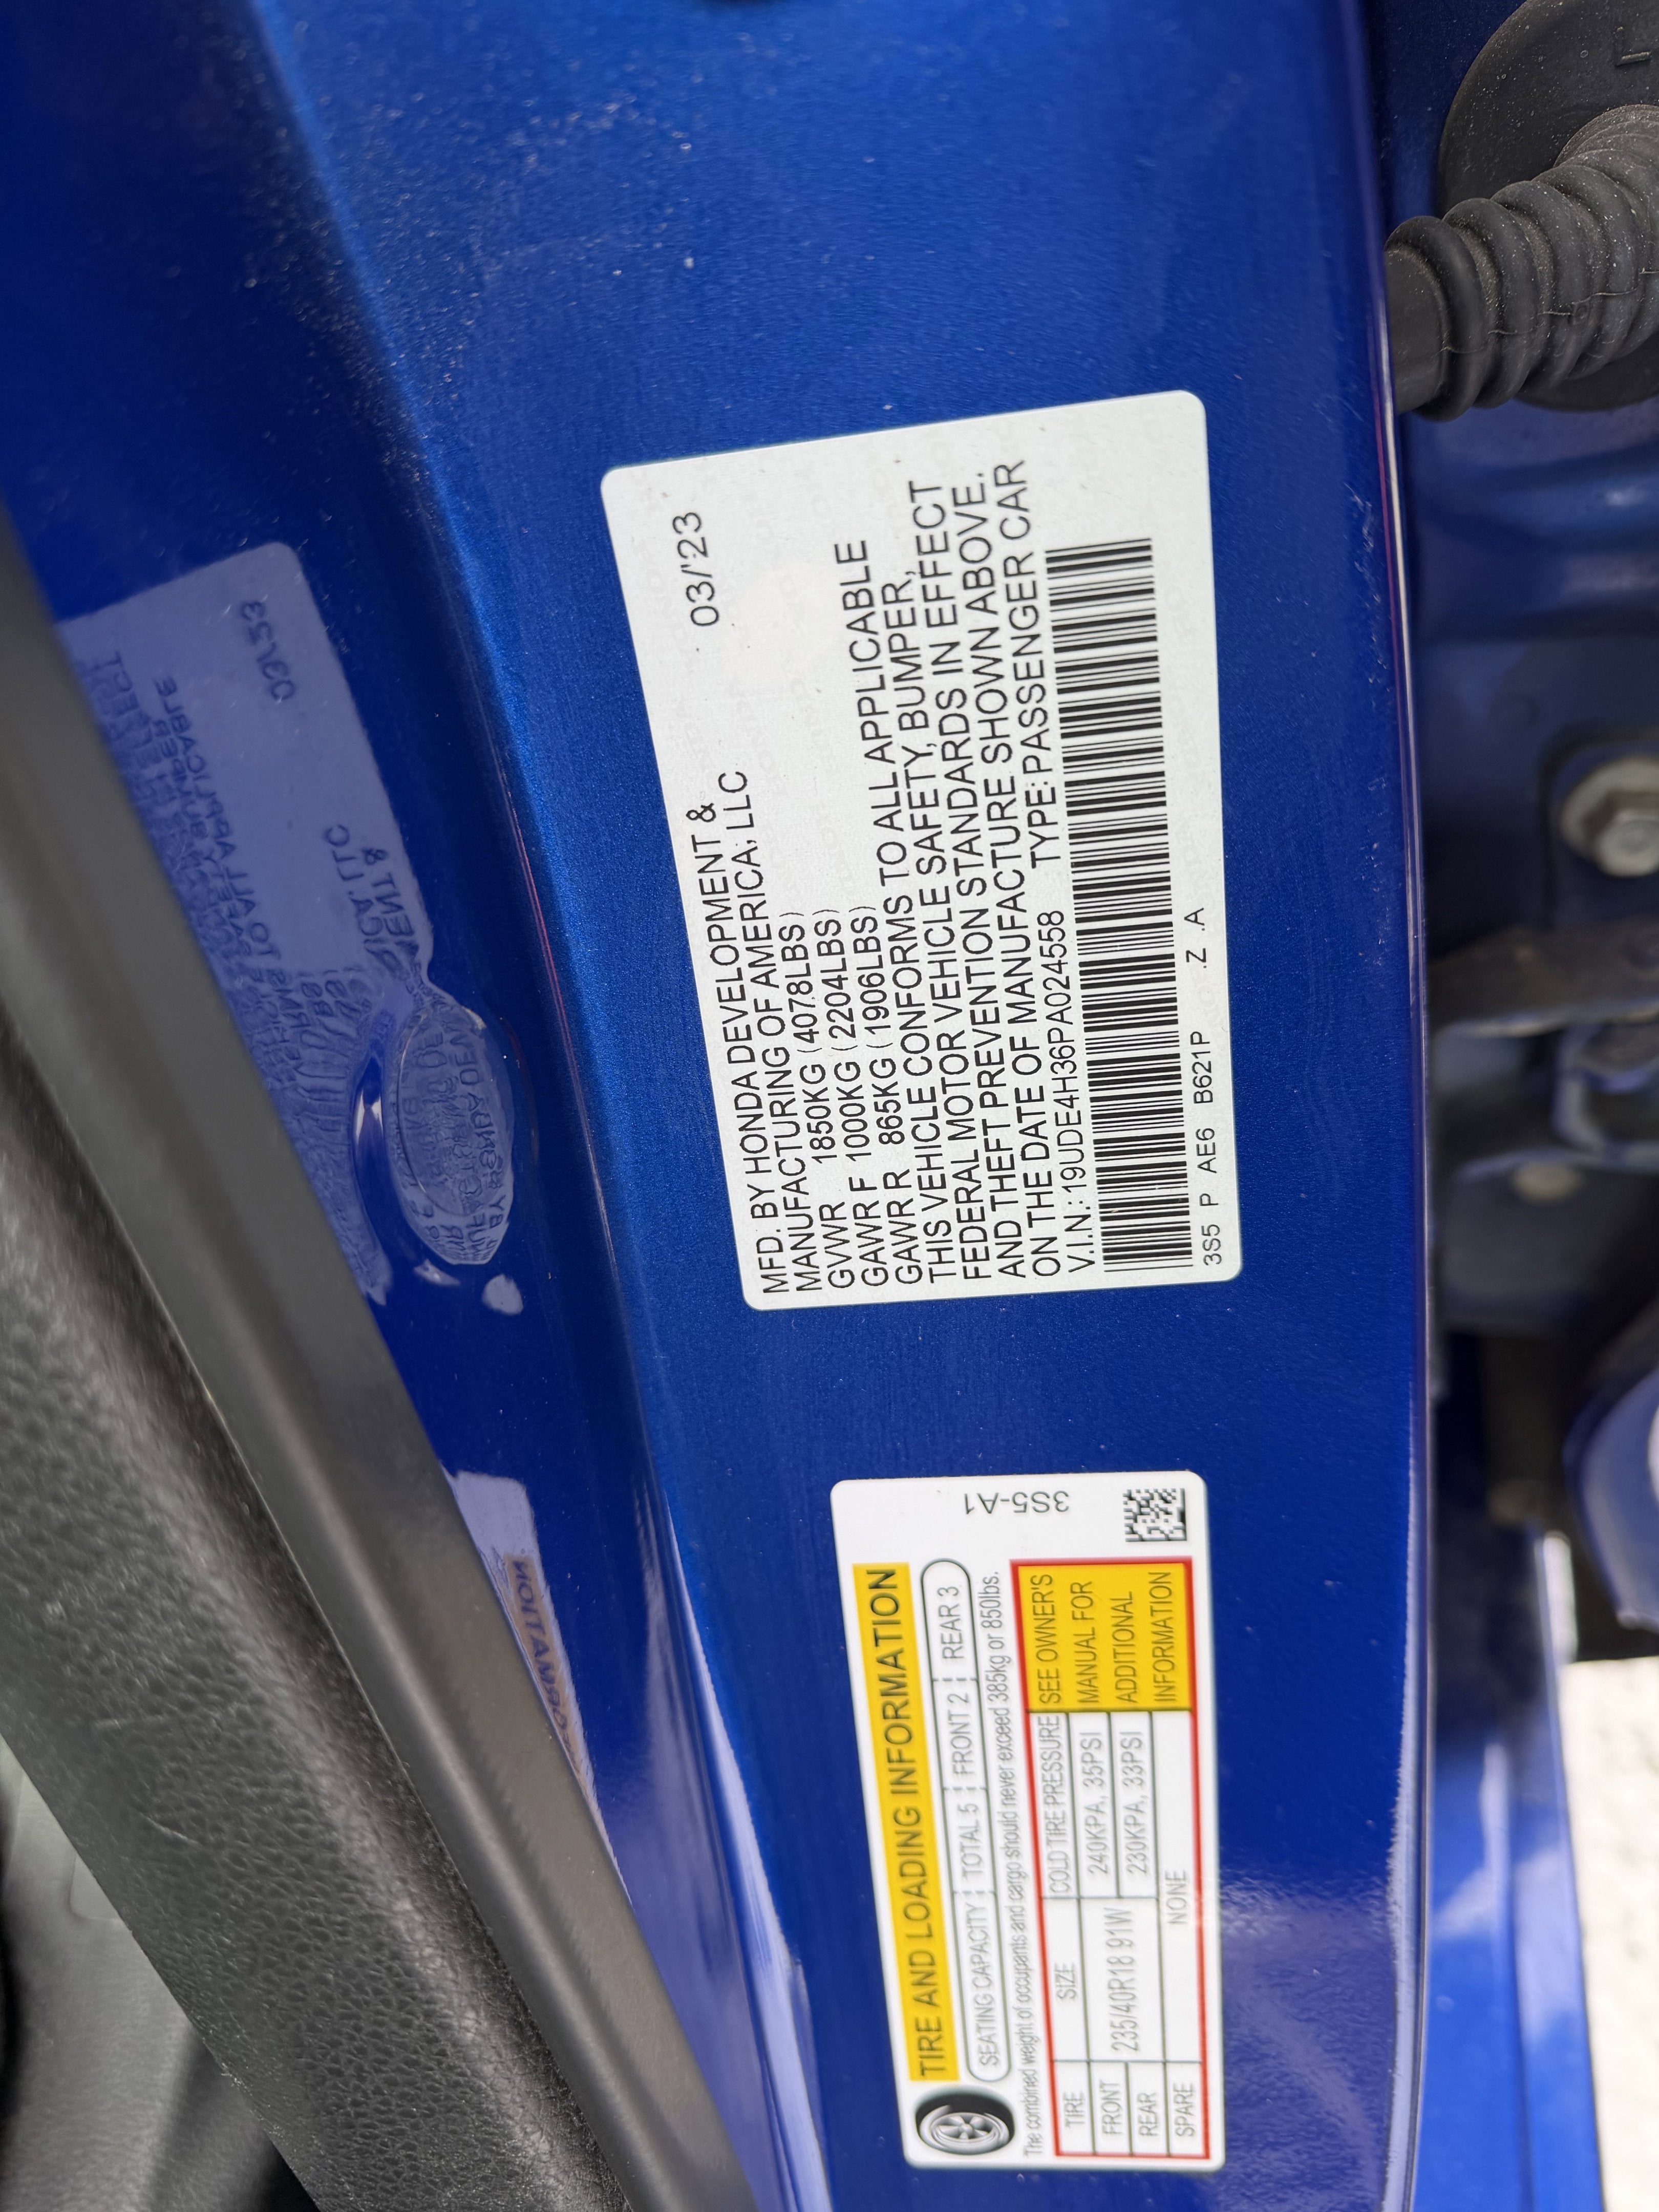 03/'23
MFD. BY HONDA DEVELOPMENT &
MANUFACTURING OF AMERICA, LLC
GVWR 1850KG (4078LBS)
GAWR F 1000KG (2204LBS)
GAWR R 865KG (1906LBS)
THIS VEHICLE CONFORMS TO ALL APPLICABLE
FEDERAL MOTOR VEHICLE SAFETY, BUMPER,
AND THEFT PREVENTION STANDARDS IN EFFECT
ON THE DATE OF MANUFACTURE SHOWN ABOVE.
V.I.N.: 19UDE4H36PA024558 TYPE: PASSENGER CAR
3S5 P AE6 B621P .Z .A
TIRE AND LOADING INFORMATION
3S5-A1
SEATING CAPACITY TOTAL 5 FRONT 2 REAR 3
The combined weight of occupants and cargo should never exceed 385kg or 850lbs.
TIRE SIZE COLD TIRE PRESSURE SEE OWNER'S
FRONT 235/40R18 91W 240KPA, 35PSI MANUAL FOR
REAR 230KPA, 33PSI ADDITIONAL
SPARE NONE INFORMATION